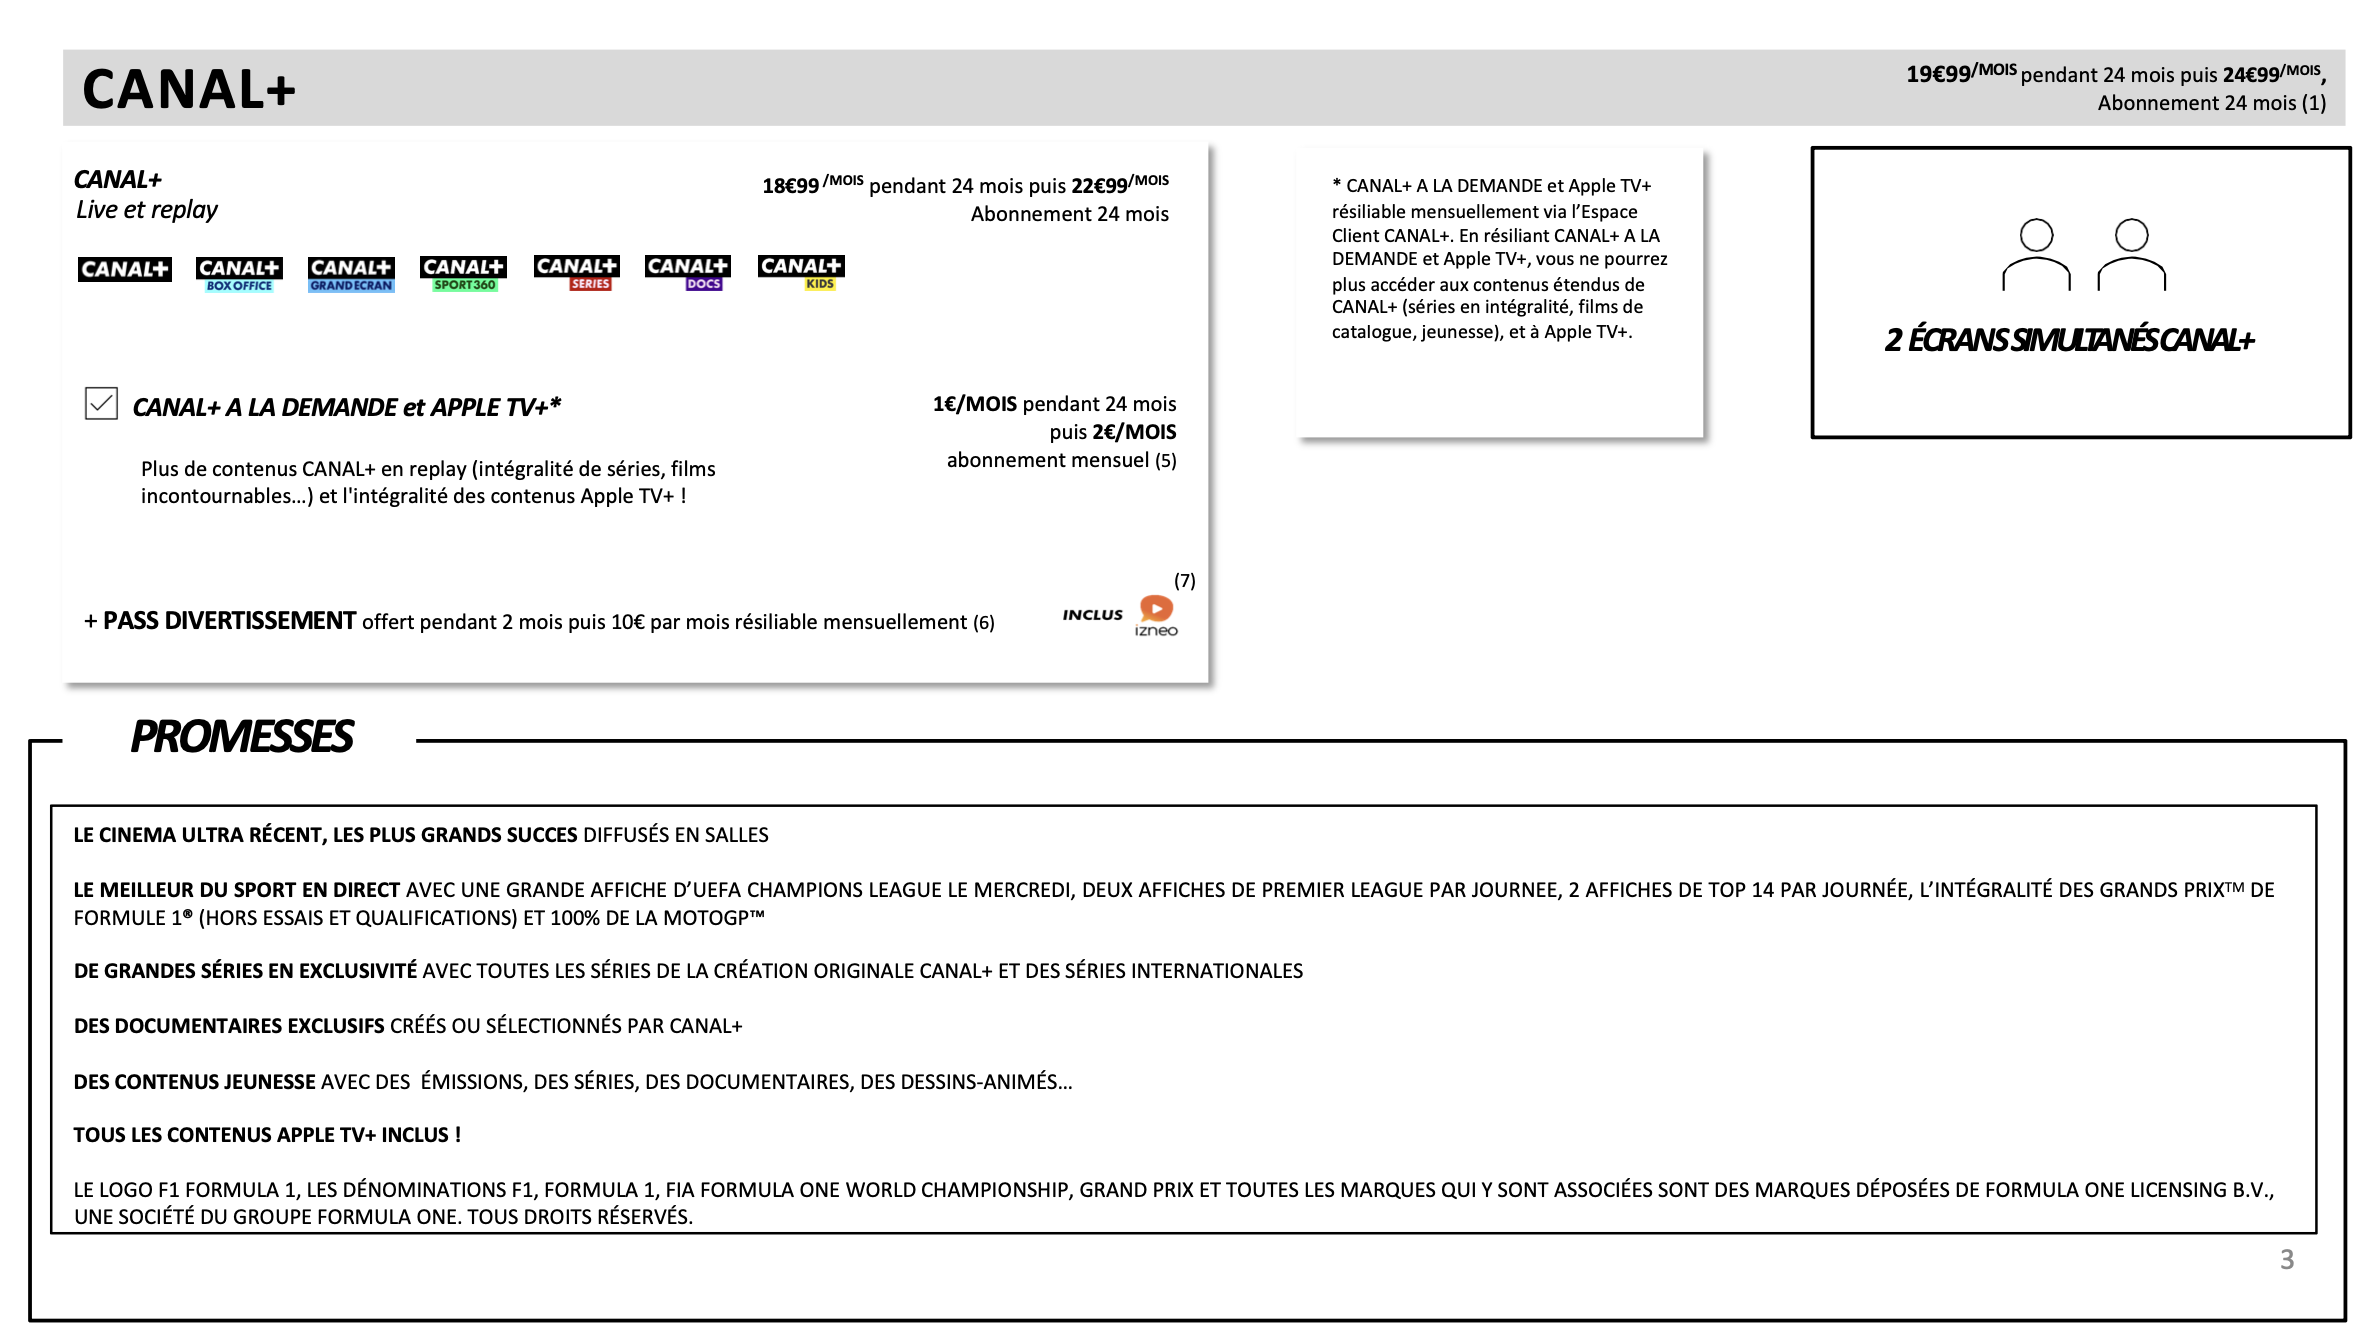 CANAL+
19€99/MOIS pendant 24 mois puis 24€99/MOIS,
Abonnement 24 mois (1)
CANAL+
Live et replay
18€99 /MOIS pendant 24 mois puis 22€99/MOIS
Abonnement 24 mois
CANAL+
CANAL+ BOX OFFICE
CANAL+ GRAND ECRAN
CANAL+ SPORT 360
CANAL+ SERIES
CANAL+ DOCS
CANAL+ KIDS
CANAL+ A LA DEMANDE et APPLE TV+*
1€/MOIS pendant 24 mois
puis 2€/MOIS
abonnement mensuel (5)
Plus de contenus CANAL+ en replay (intégralité de séries, films
incontournables…) et l'intégralité des contenus Apple TV+ !
+ PASS DIVERTISSEMENT offert pendant 2 mois puis 10€ par mois résiliable mensuellement (6)
INCLUS
izneo
(7)
* CANAL+ A LA DEMANDE et Apple TV+
résiliable mensuellement via l’Espace
Client CANAL+. En résiliant CANAL+ A LA
DEMANDE et Apple TV+, vous ne pourrez
plus accéder aux contenus étendus de
CANAL+ (séries en intégralité, films de
catalogue, jeunesse), et à Apple TV+.
2 ÉCRANS SIMULTANÉS CANAL+
PROMESSES
LE CINEMA ULTRA RÉCENT, LES PLUS GRANDS SUCCES DIFFUSÉS EN SALLES
LE MEILLEUR DU SPORT EN DIRECT AVEC UNE GRANDE AFFICHE D’UEFA CHAMPIONS LEAGUE LE MERCREDI, DEUX AFFICHES DE PREMIER LEAGUE PAR JOURNEE, 2 AFFICHES DE TOP 14 PAR JOURNÉE, L’INTÉGRALITÉ DES GRANDS PRIX™ DE
FORMULE 1® (HORS ESSAIS ET QUALIFICATIONS) ET 100% DE LA MOTOGP™
DE GRANDES SÉRIES EN EXCLUSIVITÉ AVEC TOUTES LES SÉRIES DE LA CRÉATION ORIGINALE CANAL+ ET DES SÉRIES INTERNATIONALES
DES DOCUMENTAIRES EXCLUSIFS CRÉÉS OU SÉLECTIONNÉS PAR CANAL+
DES CONTENUS JEUNESSE AVEC DES  ÉMISSIONS, DES SÉRIES, DES DOCUMENTAIRES, DES DESSINS-ANIMÉS…
TOUS LES CONTENUS APPLE TV+ INCLUS !
LE LOGO F1 FORMULA 1, LES DÉNOMINATIONS F1, FORMULA 1, FIA FORMULA ONE WORLD CHAMPIONSHIP, GRAND PRIX ET TOUTES LES MARQUES QUI Y SONT ASSOCIÉES SONT DES MARQUES DÉPOSÉES DE FORMULA ONE LICENSING B.V.,
UNE SOCIÉTÉ DU GROUPE FORMULA ONE. TOUS DROITS RÉSERVÉS.
3